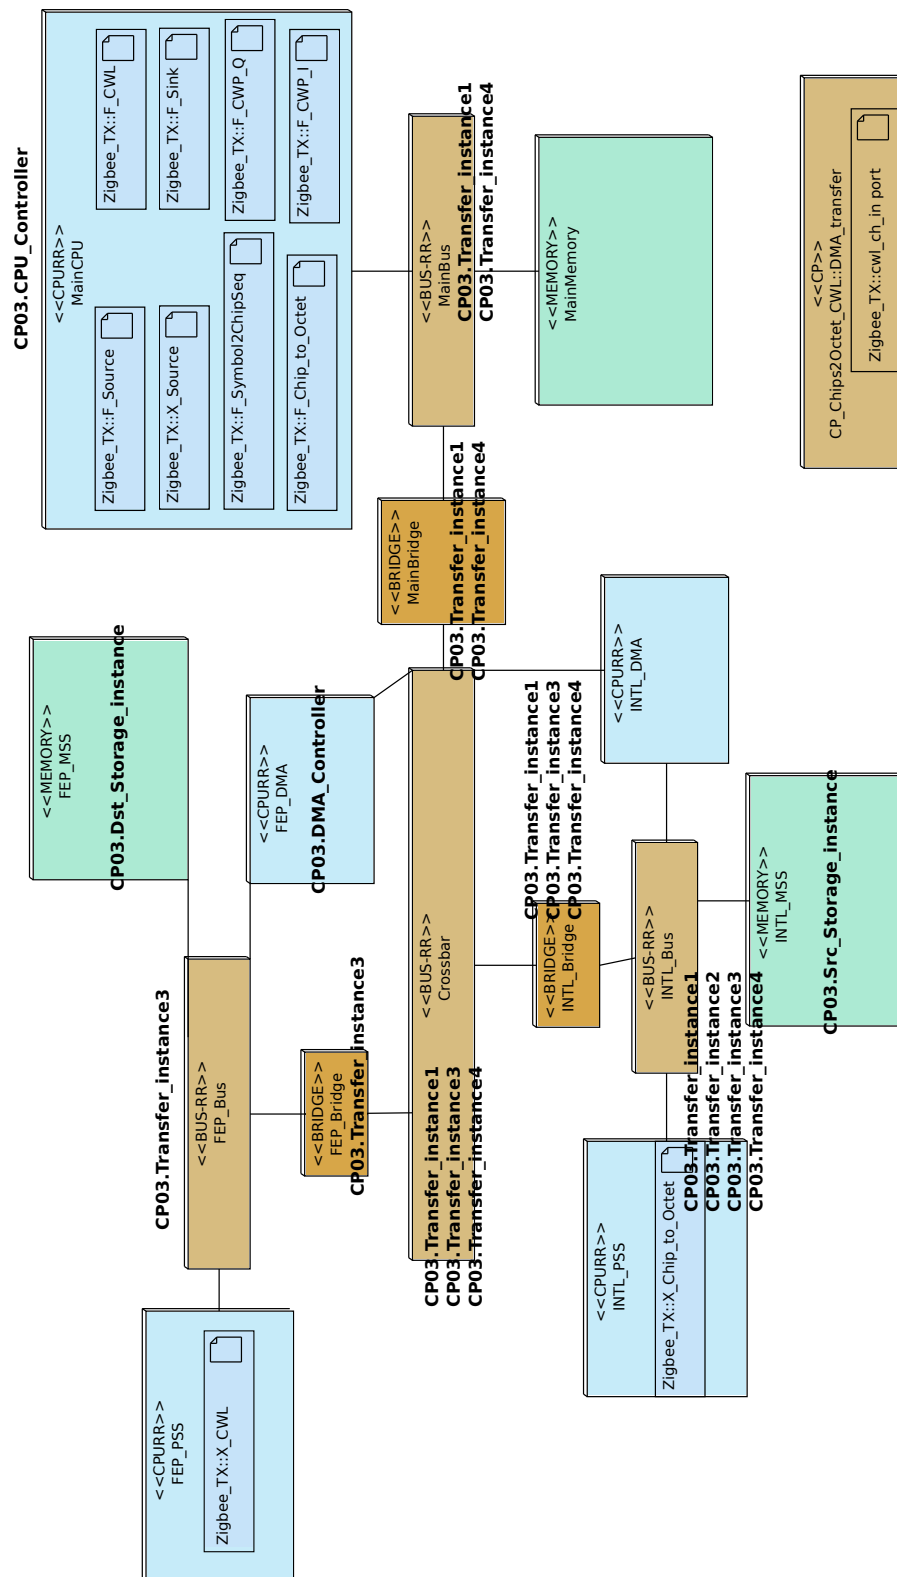 CP03.CPU_Controller
<<CPURR>>
MainCPU
Zigbee_TX::F_Source
Zigbee_TX::F_CWL
Zigbee_TX::X_Source
Zigbee_TX::F_Sink
Zigbee_TX::F_Symbol2ChipSeq
Zigbee_TX::F_CWP_Q
Zigbee_TX::F_Chip_to_Octet
Zigbee_TX::F_CWP_I
<<BUS-RR>>
MainBus
CP03.Transfer_instance1
CP03.Transfer_instance4
<<MEMORY>>
MainMemory
<<CP>>
CP_Chips2Octet_CWL::DMA_transfer
Zigbee_TX::cwl_ch_in port
<<BRIDGE>>
MainBridge
CP03.Transfer_instance1
CP03.Transfer_instance4
<<MEMORY>>
FEP_MSS
CP03.Dst_Storage_instance
<<CPURR>>
FEP_DMA
CP03.DMA_Controller
<<BUS-RR>>
Crossbar
CP03.Transfer_instance1
CP03.Transfer_instance3
CP03.Transfer_instance4
<<CPURR>>
INTL_DMA
CP03.Transfer_instance1
CP03.Transfer_instance3
CP03.Transfer_instance4
<<BRIDGE>>
INTL_Bridge
<<BUS-RR>>
INTL_Bus
CP03.Transfer_instance1
CP03.Transfer_instance2
CP03.Transfer_instance3
CP03.Transfer_instance4
<<MEMORY>>
INTL_MSS
CP03.Src_Storage_instance
CP03.Transfer_instance3
<<BUS-RR>>
FEP_Bus
<<BRIDGE>>
FEP_Bridge
CP03.Transfer_instance3
<<CPURR>>
INTL_PSS
Zigbee_TX::X_Chip_to_Octet
<<CPURR>>
FEP_PSS
Zigbee_TX::X_CWL